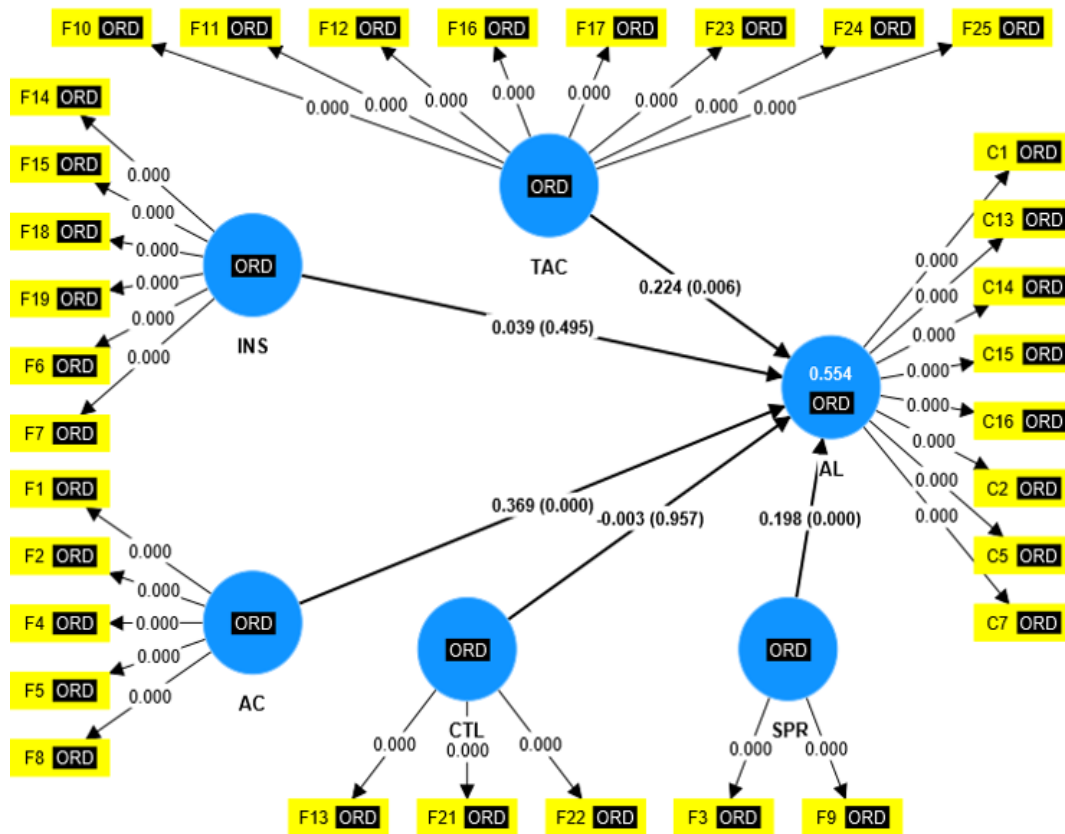 F10 ORD
F11 ORD
F12 ORD
F16 ORD
F17 ORD
F23 ORD
F24 ORD
F25 ORD
0.000
0.000
0.000
0.000
0.000
0.000
0.000
0.000
ORD
TAC
F14 ORD
F15 ORD
F18 ORD
F19 ORD
F6 ORD
F7 ORD
0.000
0.000
0.000
0.000
0.000
0.000
ORD
INS
0.224 (0.006)
0.039 (0.495)
C1 ORD
C13 ORD
C14 ORD
C15 ORD
C16 ORD
C2 ORD
C5 ORD
C7 ORD
0.000
0.000
0.000
0.000
0.000
0.000
0.000
0.000
0.554
ORD
AL
F1 ORD
F2 ORD
F4 ORD
F5 ORD
F8 ORD
0.000
0.000
0.000
0.000
0.000
ORD
AC
0.369 (0.000)
-0.003 (0.957)
0.198 (0.000)
ORD
CTL
0.000
0.000
0.000
F13 ORD
F21 ORD
F22 ORD
ORD
SPR
0.000
0.000
F3 ORD
F9 ORD